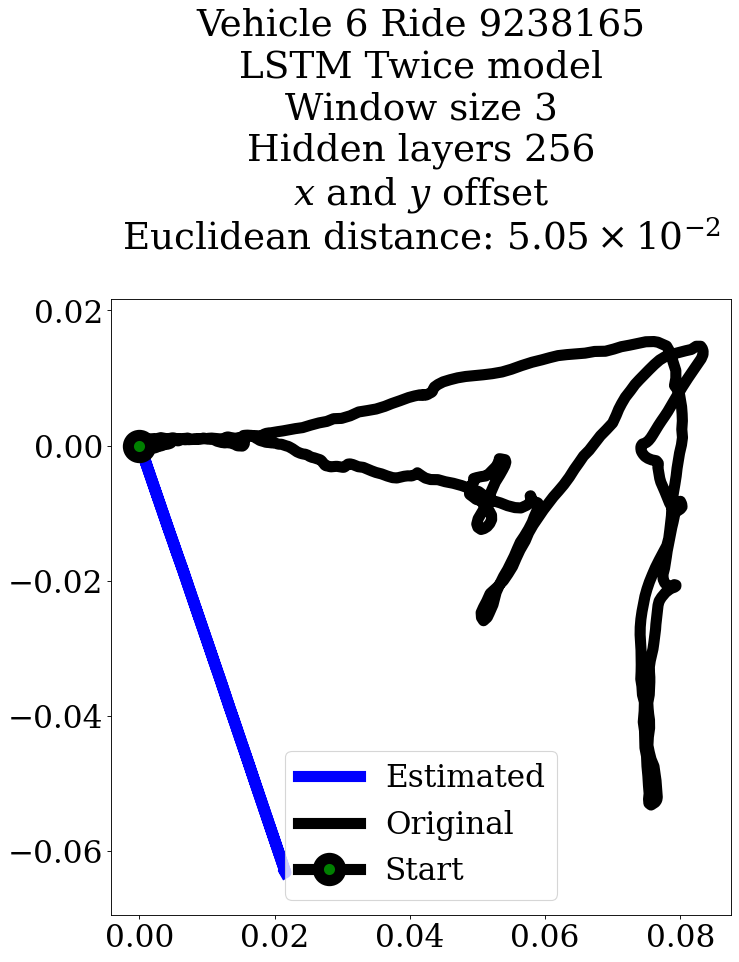 Vehicle 6 Ride 9238165
LSTM Twice model
Window size 3
Hidden layers 256
x and y offset
Euclidean distance: 5.05 × 10⁻²
0.02
0.00
−0.02
−0.04
−0.06
Estimated
Original
Start
0.00 0.02 0.04 0.06 0.08